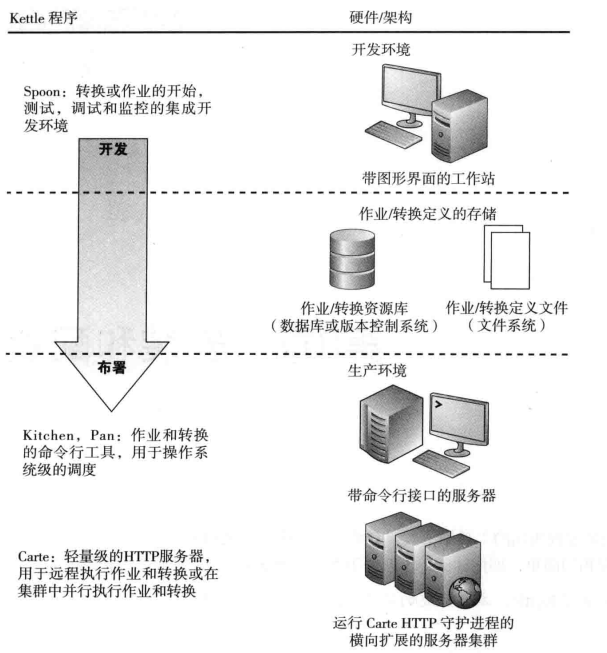 Kettle 程序
硬件/架构
开发环境
Spoon：转换或作业的开始，
测试，调试和监控的集成开
发环境
开发
带图形界面的工作站
作业/转换定义的存储
作业/转换资源库
（数据库或版本控制系统）
作业/转换定义文件
（文件系统）
布署
生产环境
>
Kitchen，Pan：作业和转换
的命令行工具，用于操作系
统级的调度
带命令行接口的服务器
Carte：轻量级的HTTP服务器，
用于远程执行作业和转换或在
集群中并行执行作业和转换
运行 Carte HTTP 守护进程的
横向扩展的服务器集群